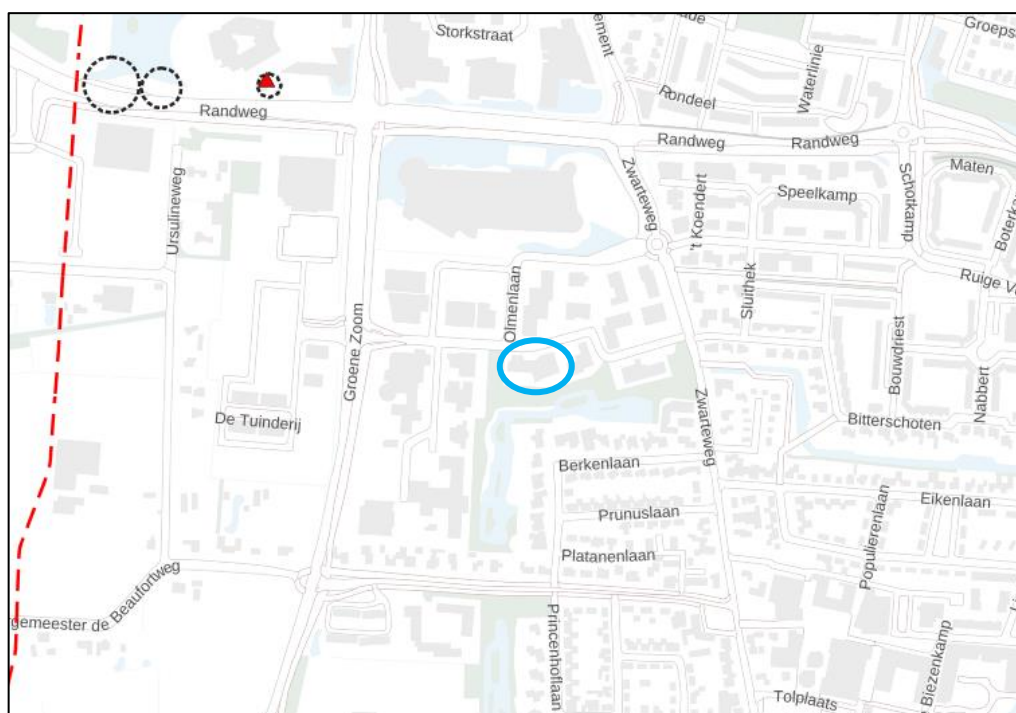 Storkstraat
Groeps
Waterlinie
Rondeel
Randweg
Randweg
Randweg
Maten
Zwarteweg
't Koendert
Speelkamp
Schotkamp
Ursulineweg
Olmenlaan
Sluithek
Ruige Va
Groene Zoom
Bouwdriest
Nabbert
De Tuinderij
Zwarteweg
Bitterschoten
Berkenlaan
Eikenlaan
Prunuslaan
Populierenlaan
Platanenlaan
gemeester de Beaufortweg
Princenhoflaan
Biezenkamp
Tolplaats